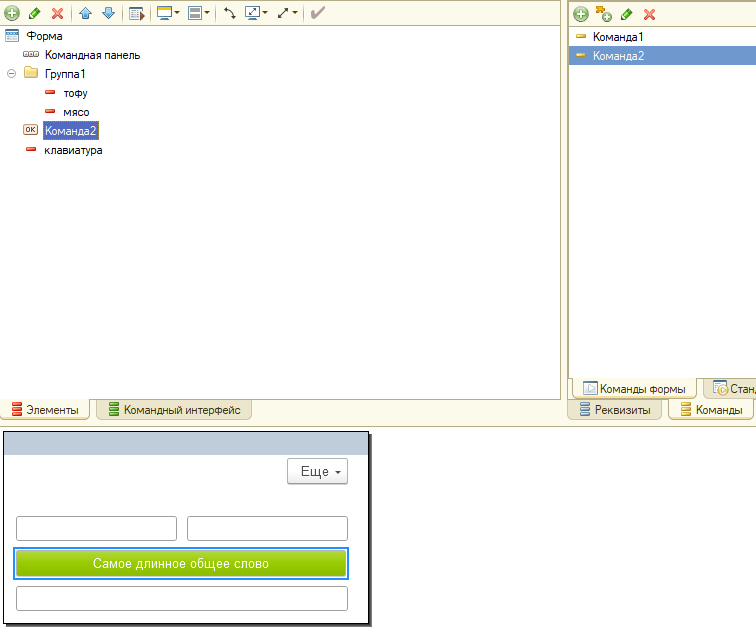 Форма
Командная панель
Группа1
тофу
мясо
OK Команда2
клавиатура
Элементы
Командный интерфейс
Команда1
Команда2
Команды формы
Станд
Реквизиты
Команды
Еще
Самое длинное общее слово